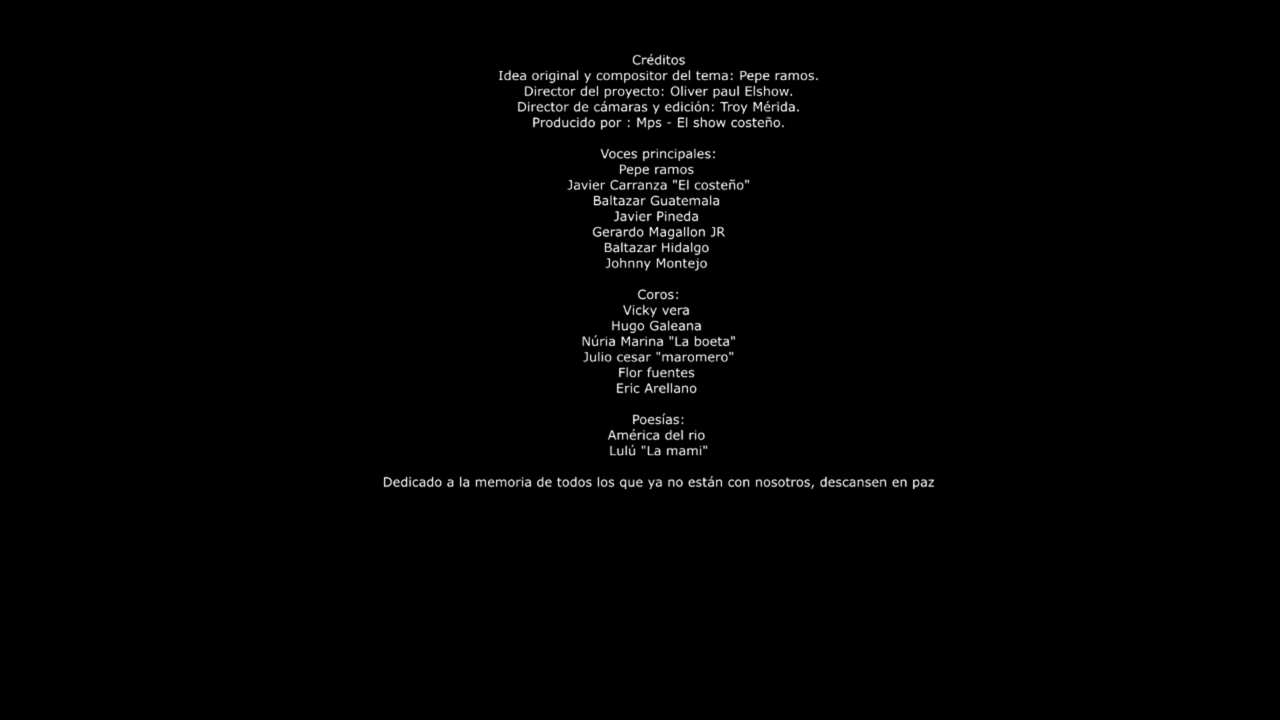 Créditos
Idea original y compositor del tema: Pepe ramos.
Director del proyecto: Oliver paul Elshow.
Director de cámaras y edición: Troy Mérida.
Producido por : Mps - El show costeño.
Voces principales:
Pepe ramos
Javier Carranza "El costeño"
Baltazar Guatemala
Javier Pineda
Gerardo Magallon JR
Baltazar Hidalgo
Johnny Montejo
Coros:
Vicky vera
Hugo Galeana
Núria Marina "La boeta"
Julio cesar "maromero"
Flor fuentes
Eric Arellano
Poesías:
América del rio
Lulú "La mami"
Dedicado a la memoria de todos los que ya no están con nosotros, descansen en paz